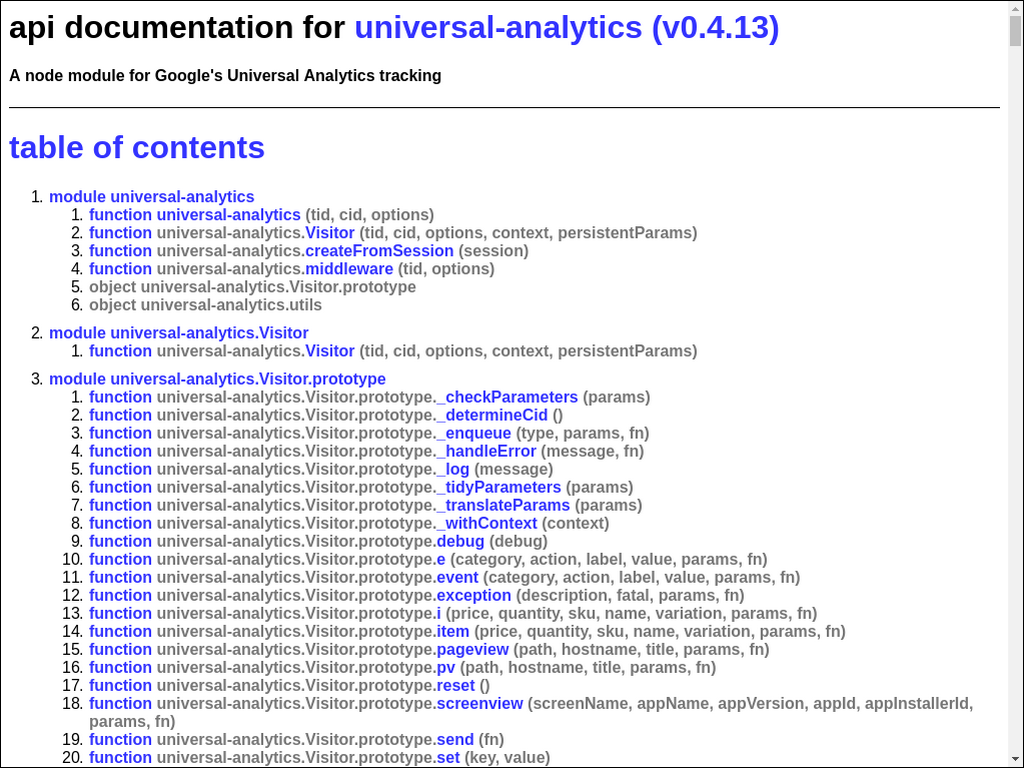 api documentation for universal-analytics (v0.4.13)
A node module for Google's Universal Analytics tracking
table of contents
1. module universal-analytics
1. function universal-analytics (tid, cid, options)
2. function universal-analytics.Visitor (tid, cid, options, context, persistentParams)
3. function universal-analytics.createFromSession (session)
4. function universal-analytics.middleware (tid, options)
5. object universal-analytics.Visitor.prototype
6. object universal-analytics.utils
2. module universal-analytics.Visitor
1. function universal-analytics.Visitor (tid, cid, options, context, persistentParams)
3. module universal-analytics.Visitor.prototype
1. function universal-analytics.Visitor.prototype._checkParameters (params)
2. function universal-analytics.Visitor.prototype._determineCid ()
3. function universal-analytics.Visitor.prototype._enqueue (type, params, fn)
4. function universal-analytics.Visitor.prototype._handleError (message, fn)
5. function universal-analytics.Visitor.prototype._log (message)
6. function universal-analytics.Visitor.prototype._tidyParameters (params)
7. function universal-analytics.Visitor.prototype._translateParams (params)
8. function universal-analytics.Visitor.prototype._withContext (context)
9. function universal-analytics.Visitor.prototype.debug (debug)
10. function universal-analytics.Visitor.prototype.e (category, action, label, value, params, fn)
11. function universal-analytics.Visitor.prototype.event (category, action, label, value, params, fn)
12. function universal-analytics.Visitor.prototype.exception (description, fatal, params, fn)
13. function universal-analytics.Visitor.prototype.i (price, quantity, sku, name, variation, params, fn)
14. function universal-analytics.Visitor.prototype.item (price, quantity, sku, name, variation, params, fn)
15. function universal-analytics.Visitor.prototype.pageview (path, hostname, title, params, fn)
16. function universal-analytics.Visitor.prototype.pv (path, hostname, title, params, fn)
17. function universal-analytics.Visitor.prototype.reset ()
18. function universal-analytics.Visitor.prototype.screenview (screenName, appName, appVersion, appId, appInstallerId,
params, fn)
19. function universal-analytics.Visitor.prototype.send (fn)
20. function universal-analytics.Visitor.prototype.set (key, value)